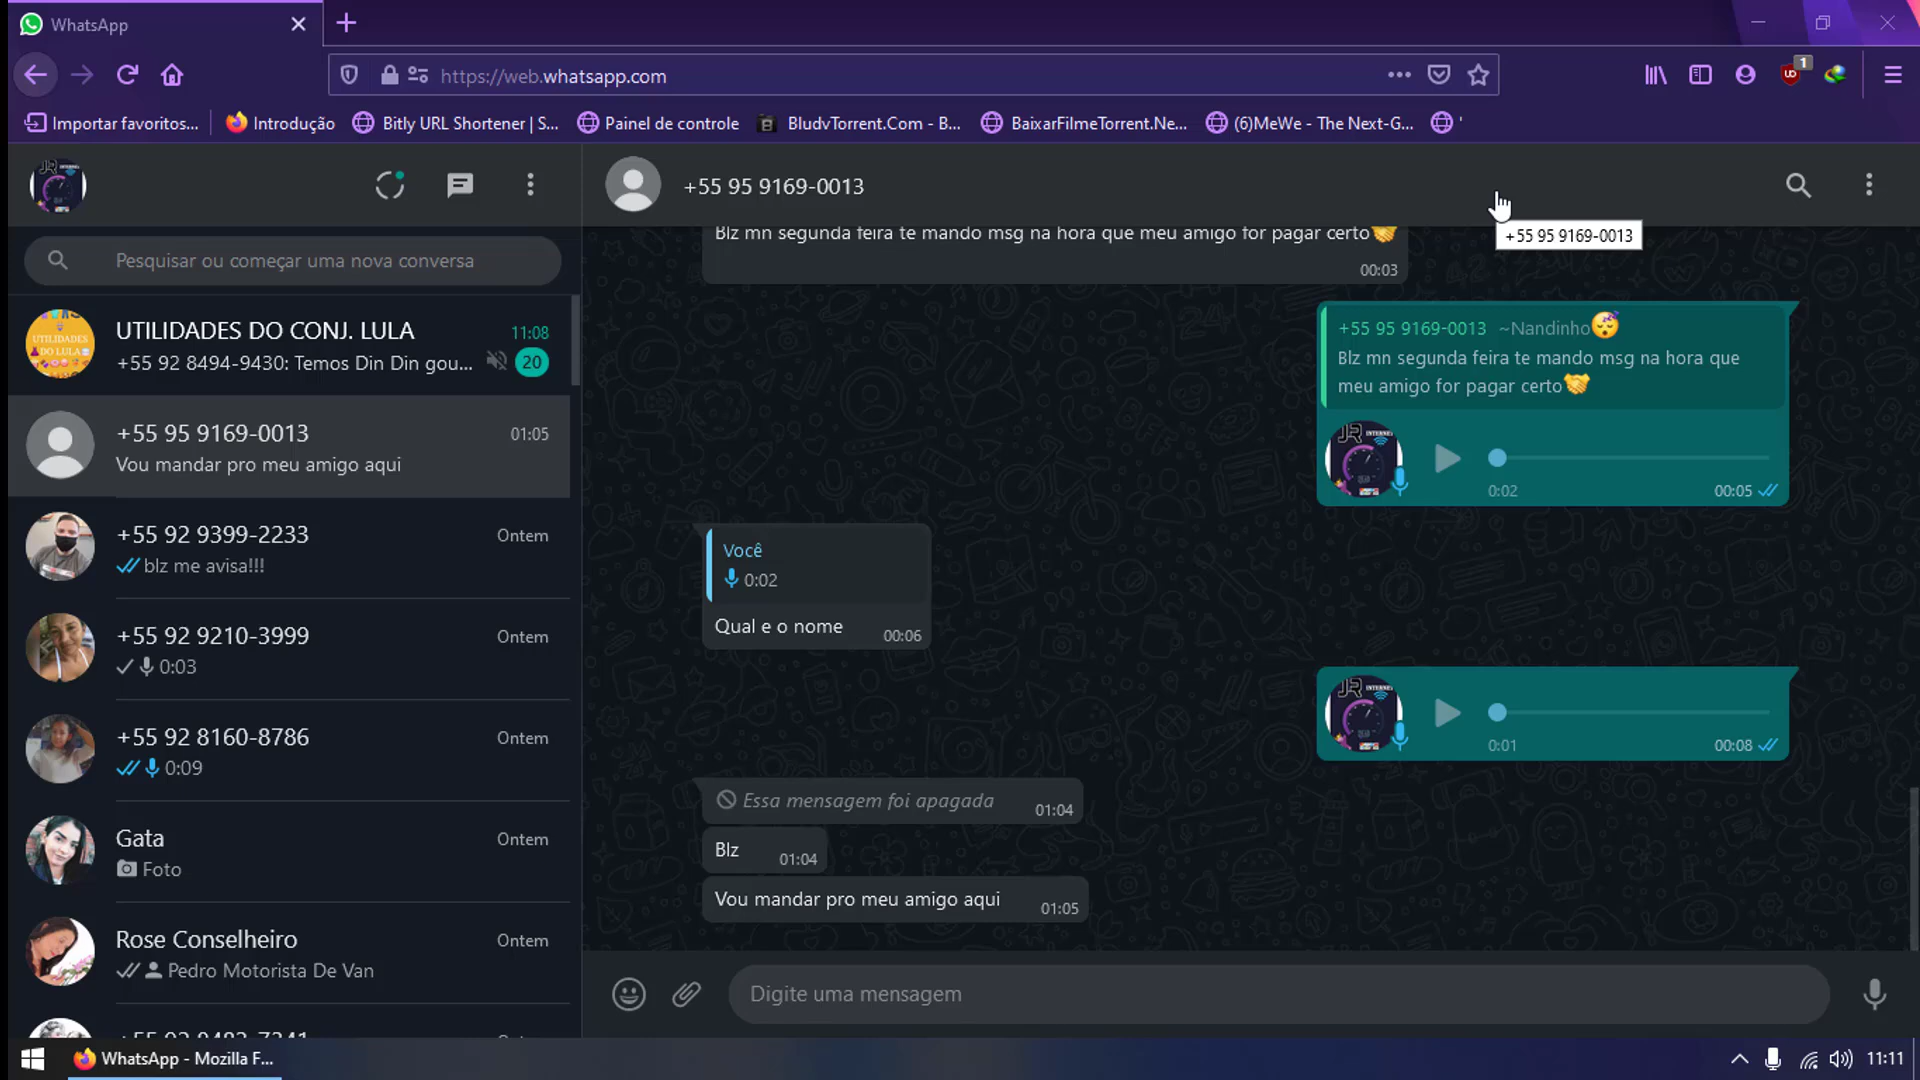 WhatsApp
https://web.whatsapp.com
1
Importar favoritos...
Introdução
Bitly URL Shortener | S...
Painel de controle
BludvTorrent.Com - B...
BaixarFilmeTorrent.Ne...
(6)MeWe - The Next-G...
'
+55 95 9169-0013
+55 95 9169-0013
Pesquisar ou começar uma nova conversa
UTILIDADES DO CONJ. LULA
11:08
+55 92 8494-9430: Temos Din Din gou...
20
UTILIDADES
DO LULA
+55 95 9169-0013
01:05
Vou mandar pro meu amigo aqui
+55 92 9399-2233
Ontem
blz me avisa!!!
+55 92 9210-3999
Ontem
0:03
+55 92 8160-8786
Ontem
0:09
Gata
Ontem
Foto
Rose Conselheiro
Ontem
Pedro Motorista De Van
Blz mn segunda feira te mando msg na hora que meu amigo for pagar certo🤝
00:03
+55 95 9169-0013 ~Nandinho😴
Blz mn segunda feira te mando msg na hora que
meu amigo for pagar certo🤝
JR INTERNET
0:02
00:05
Você
0:02
Qual e o nome
00:06
JR INTERNET
0:01
00:08
Essa mensagem foi apagada
01:04
Blz
01:04
Vou mandar pro meu amigo aqui
01:05
Digite uma mensagem
WhatsApp - Mozilla F...
11:11